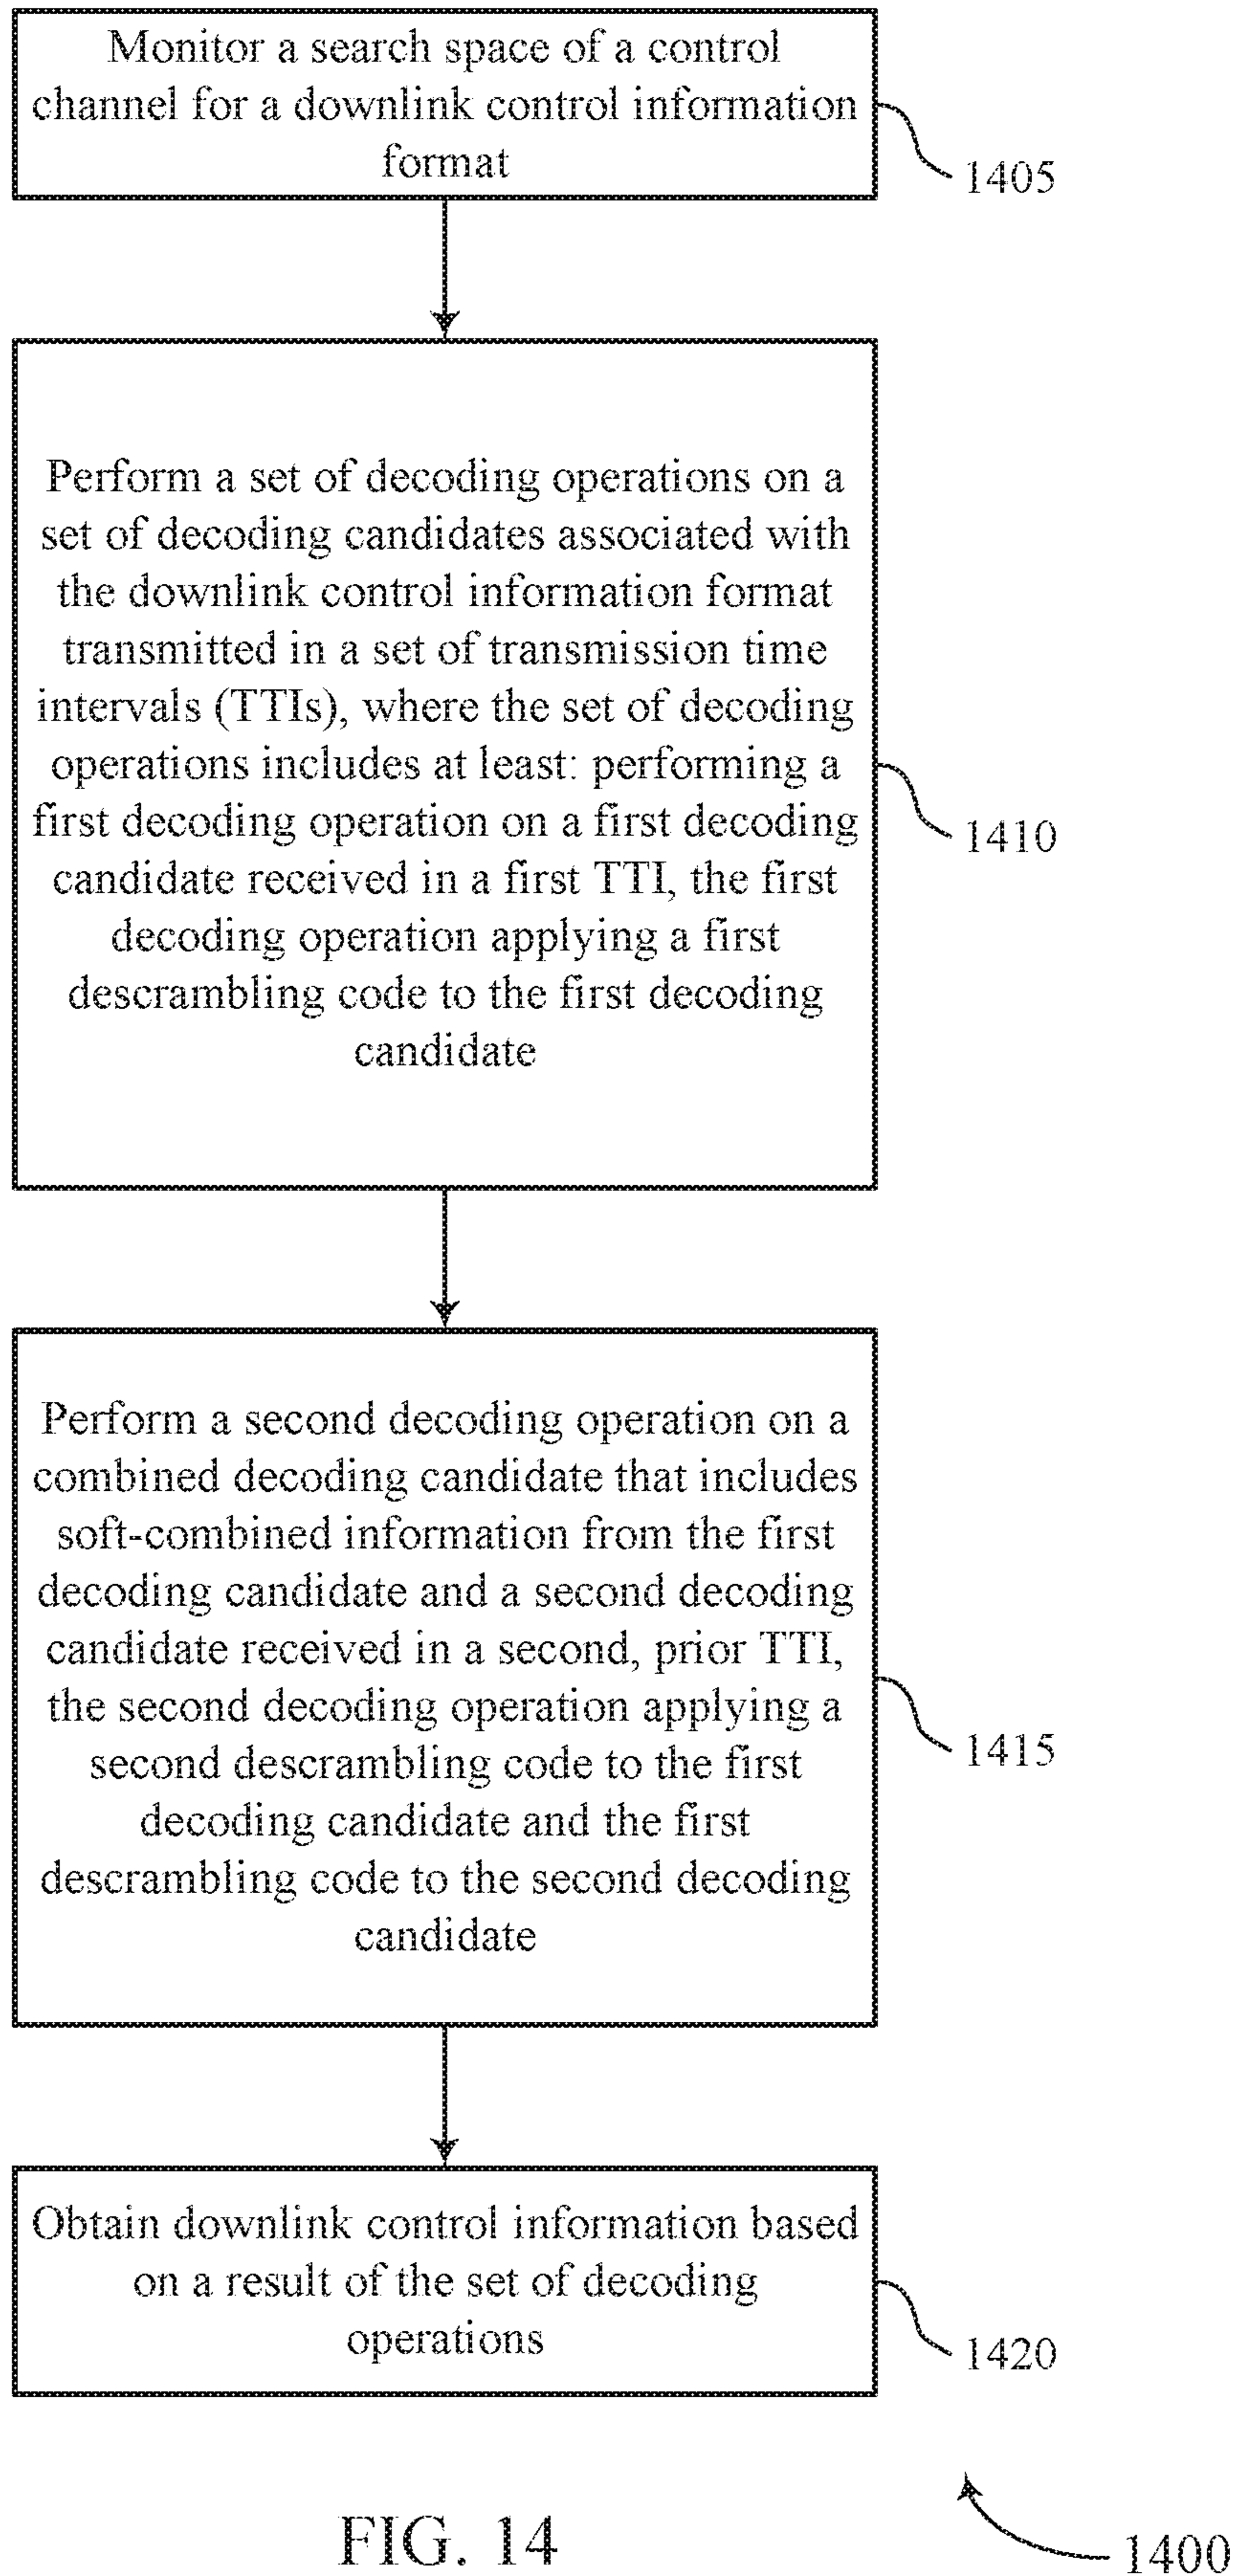 Monitor a search space of a control
channel for a downlink control information
format
1405
Perform a set of decoding operations on a
set of decoding candidates associated with
the downlink control information format
transmitted in a set of transmission time
intervals (TTIs), where the set of decoding
operations includes at least: performing a
first decoding operation on a first decoding
candidate received in a first TTI, the first
decoding operation applying a first
descrambling code to the first decoding
candidate
1410
Perform a second decoding operation on a
combined decoding candidate that includes
soft-combined information from the first
decoding candidate and a second decoding
candidate received in a second, prior TTI,
the second decoding operation applying a
second descrambling code to the first
decoding candidate and the first
descrambling code to the second decoding
candidate
1415
Obtain downlink control information based
on a result of the set of decoding
operations
1420
FIG. 14
1400